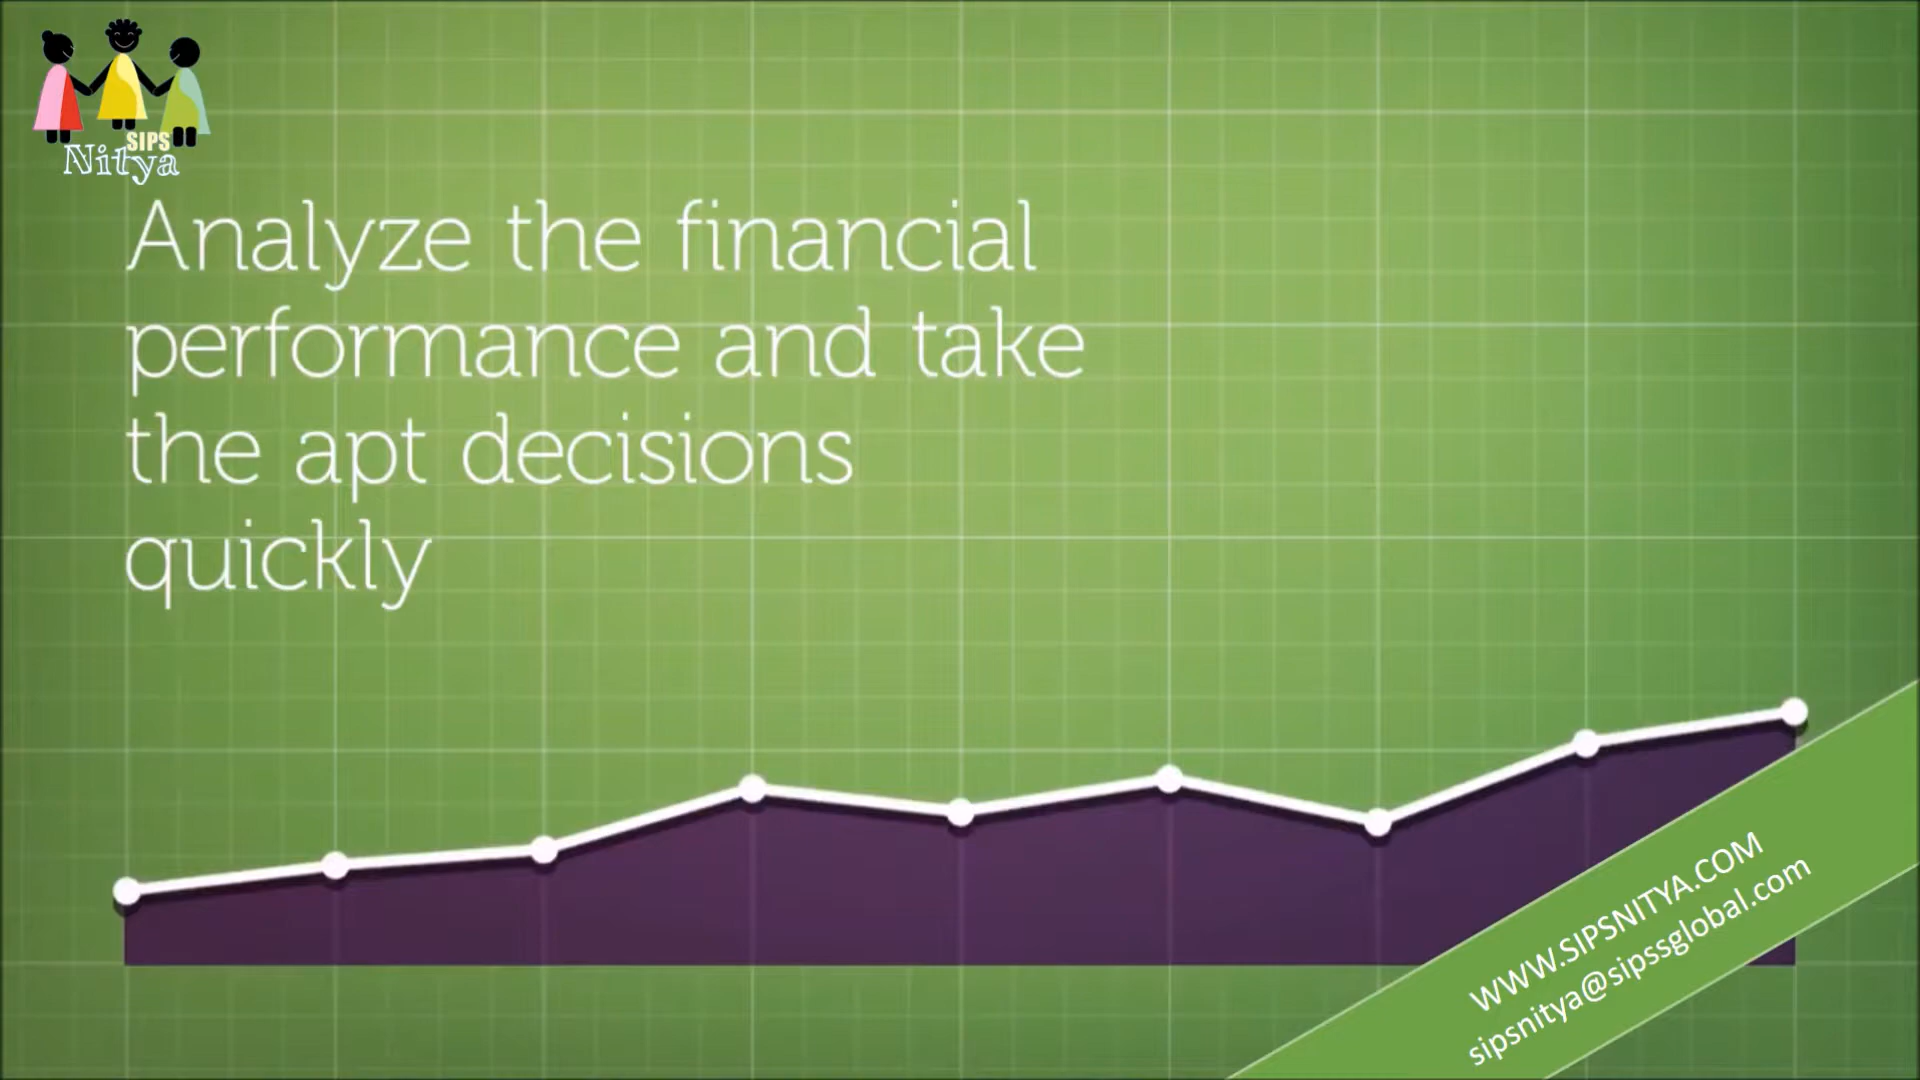 SIPS
Nitya
Analyze the financial
performance and take
the apt decisions
quickly
WWW.SIPSNITYA.COM
sipsnitya@sipssglobal.com